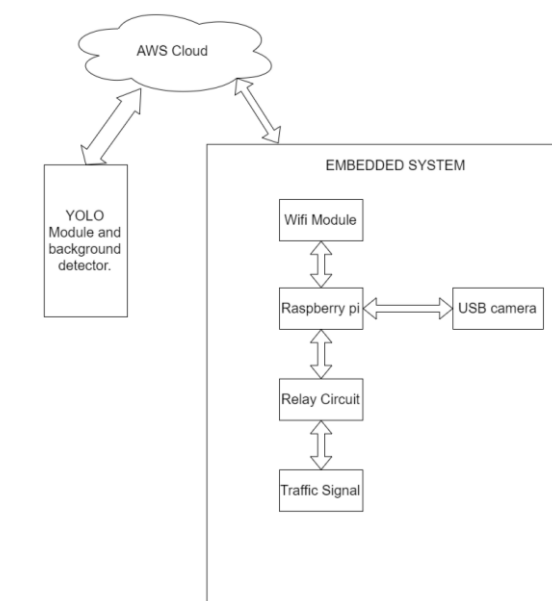 AWS Cloud
EMBEDDED SYSTEM
YOLO
Module and
background
detector.
Wifi Module
Raspberry pi
USB camera
Relay Circuit
Traffic Signal